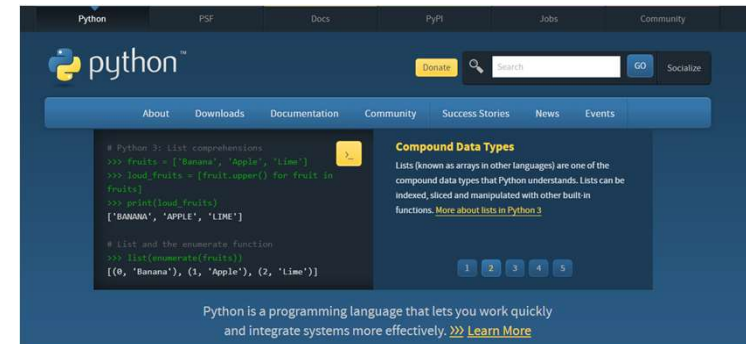 Python PSF Docs PyPI Jobs Community
python™
Donate Search GO Socialize
About Downloads Documentation Community Success Stories News Events
# Python 3: List comprehensions
>>> fruits = ['Banana', 'Apple', 'Lime']
>>> loud_fruits = [fruit.upper() for fruit in
fruits]
>>> print(loud_fruits)
['BANANA', 'APPLE', 'LIME']
# List and the enumerate function
>>> list(enumerate(fruits))
[(0, 'Banana'), (1, 'Apple'), (2, 'Lime')]
>_
Compound Data Types
Lists (known as arrays in other languages) are one of the
compound data types that Python understands. Lists can be
indexed, sliced and manipulated with other built-in
functions. More about lists in Python 3
1 2 3 4 5
Python is a programming language that lets you work quickly
and integrate systems more effectively. >>> Learn More